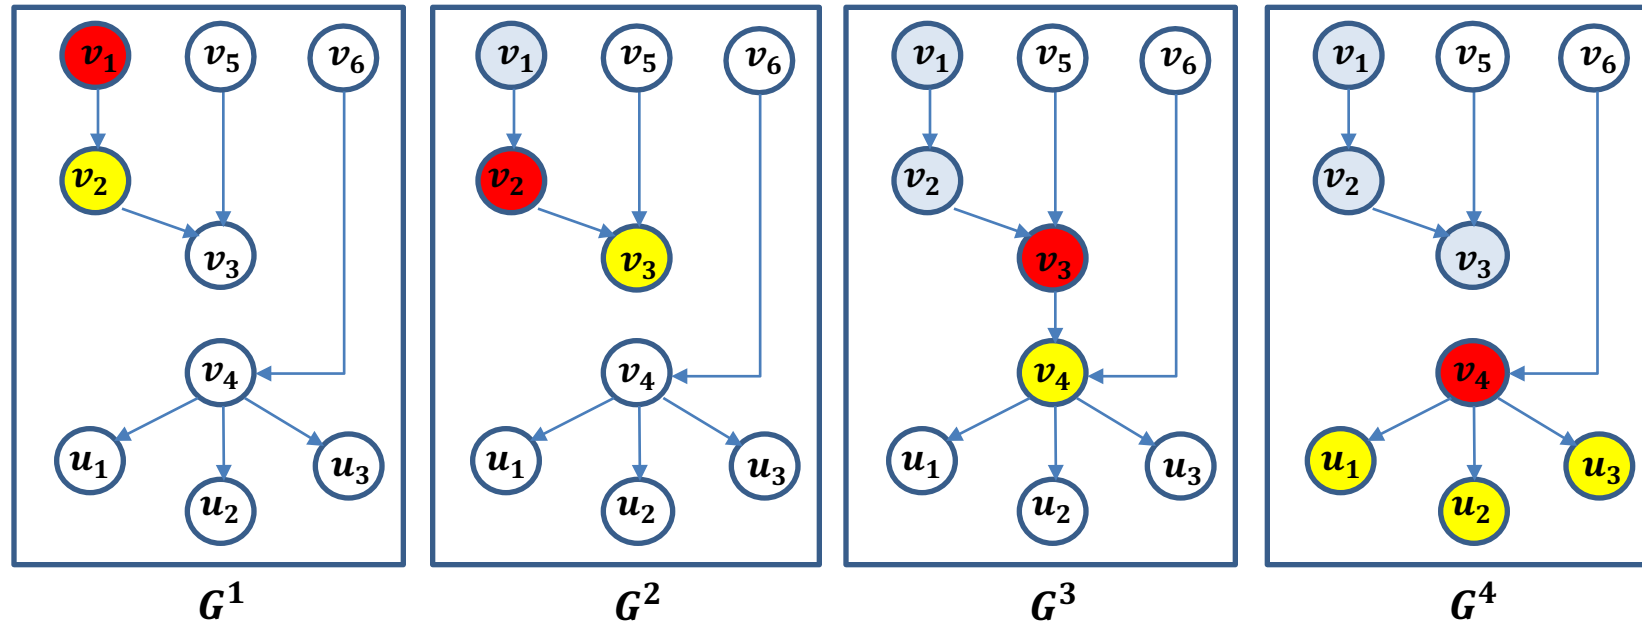 v₁ v₅ v₆
v₂
v₃
v₄
u₁ u₃
u₂
G¹
v₁ v₅ v₆
v₂
v₃
v₄
u₁ u₃
u₂
G²
v₁ v₅ v₆
v₂
v₃
v₄
u₁ u₃
u₂
G³
v₁ v₅ v₆
v₂
v₃
v₄
u₁ u₃
u₂
G⁴